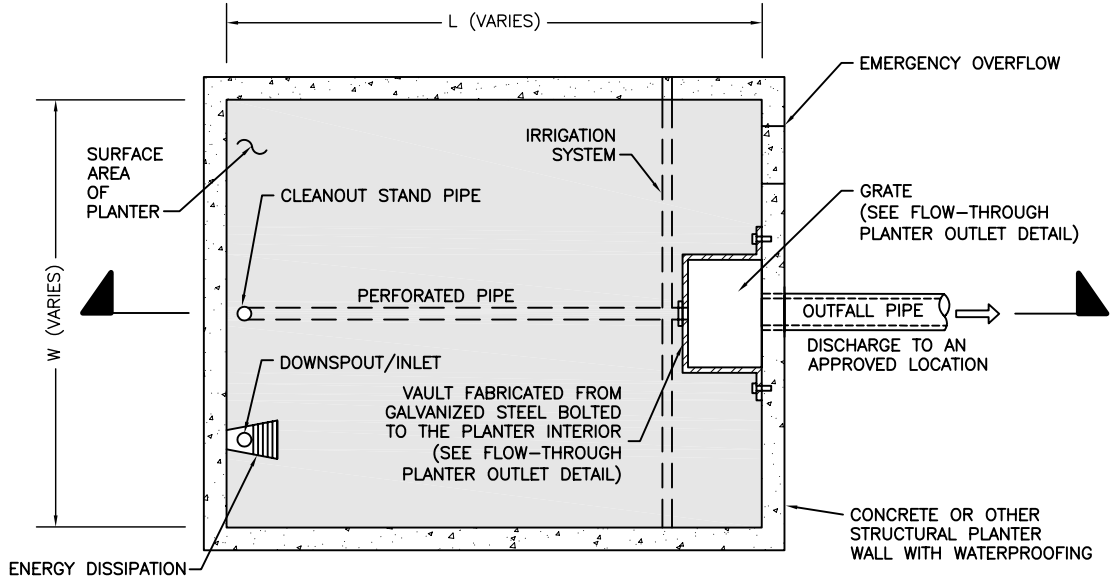 L (VARIES)
EMERGENCY OVERFLOW
IRRIGATION
SYSTEM
SURFACE
AREA
OF
PLANTER
CLEANOUT STAND PIPE
GRATE
(SEE FLOW-THROUGH
PLANTER OUTLET DETAIL)
W (VARIES)
PERFORATED PIPE
OUTFALL PIPE
DISCHARGE TO AN
APPROVED LOCATION
DOWNSPOUT/INLET
VAULT FABRICATED FROM
GALVANIZED STEEL BOLTED
TO THE PLANTER INTERIOR
(SEE FLOW-THROUGH
PLANTER OUTLET DETAIL)
CONCRETE OR OTHER
STRUCTURAL PLANTER
WALL WITH WATERPROOFING
ENERGY DISSIPATION